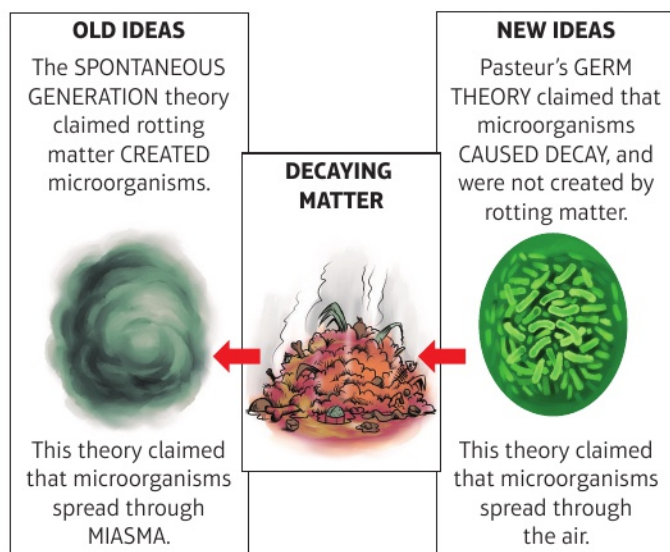 OLD IDEAS
The SPONTANEOUS
GENERATION theory
claimed rotting
matter CREATED
microorganisms.
This theory claimed
that microorganisms
spread through
MIASMA.
DECAYING
MATTER
NEW IDEAS
Pasteur’s GERM
THEORY claimed that
microorganisms
CAUSED DECAY, and
were not created by
rotting matter.
This theory claimed
that microorganisms
spread through
the air.